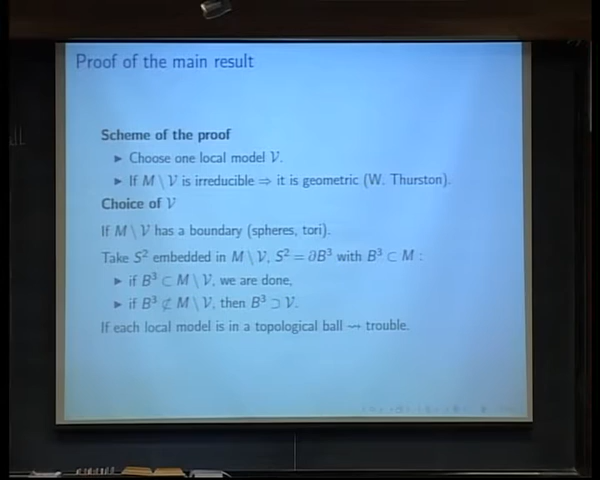 Proof of the main result
Scheme of the proof
► Choose one local model 𝒱.
► If M \ 𝒱 is irreducible ⇒ it is geometric (W. Thurston).
Choice of 𝒱
If M \ 𝒱 has a boundary (spheres, tori).
Take S² embedded in M \ 𝒱, S² = ∂B³ with B³ ⊂ M :
► if B³ ⊂ M \ 𝒱, we are done,
► if B³ ⊄ M \ 𝒱, then B³ ⊃ 𝒱.
If each local model is in a topological ball ⇝ trouble.